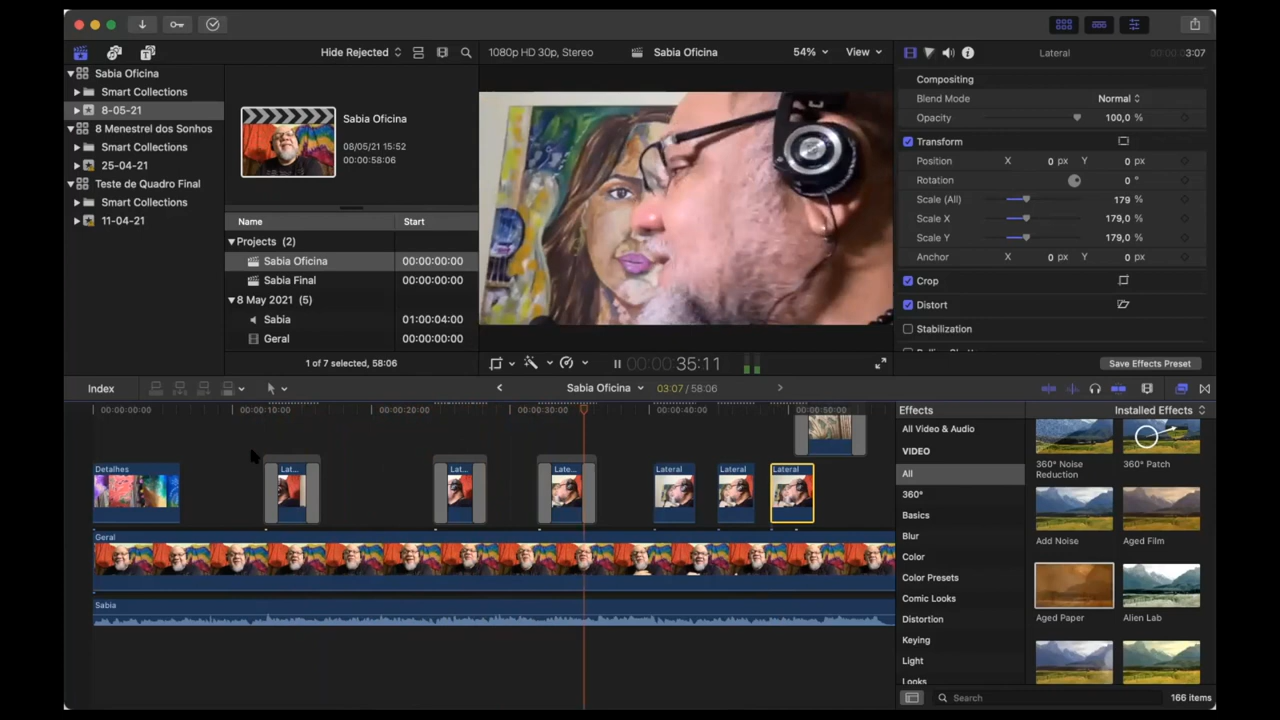 Hide Rejected
1080p HD 30p, Stereo
Sabia Oficina
54%
View
Lateral
3:07
Sabia Oficina
Smart Collections
8-05-21
8 Menestrel dos Sonhos
Smart Collections
25-04-21
Teste de Quadro Final
Smart Collections
11-04-21
Sabia Oficina
08/05/21 15:52
00:00:58:06
Name Start
Projects (2)
Sabia Oficina 00:00:00:00
Sabia Final 00:00:00:00
8 May 2021 (5)
Sabia 01:00:04:00
Geral 00:00:00:00
1 of 7 selected, 58:06
00:00:35:11
Compositing
Blend Mode Normal
Opacity 100,0 %
Transform
Position X 0 px Y 0 px
Rotation 0 °
Scale (All) 179 %
Scale X 179,0 %
Scale Y 179,0 %
Anchor X 0 px Y 0 px
Crop
Distort
Stabilization
Save Effects Preset
Index
Sabia Oficina
03:07 / 58:06
00:00:00:00 00:00:10:00 00:00:20:00 00:00:30:00 00:00:40:00 00:00:50:00
Detalhes Lat... Lat... Late... Lateral Lateral Lateral
Geral
Sabia
Effects
Installed Effects
All Video & Audio
VIDEO
All
360°
Basics
Blur
Color
Color Presets
Comic Looks
Distortion
Keying
Light
Looks
360° Noise Reduction
360° Patch
Add Noise
Aged Film
Aged Paper
Alien Lab
Search
166 items